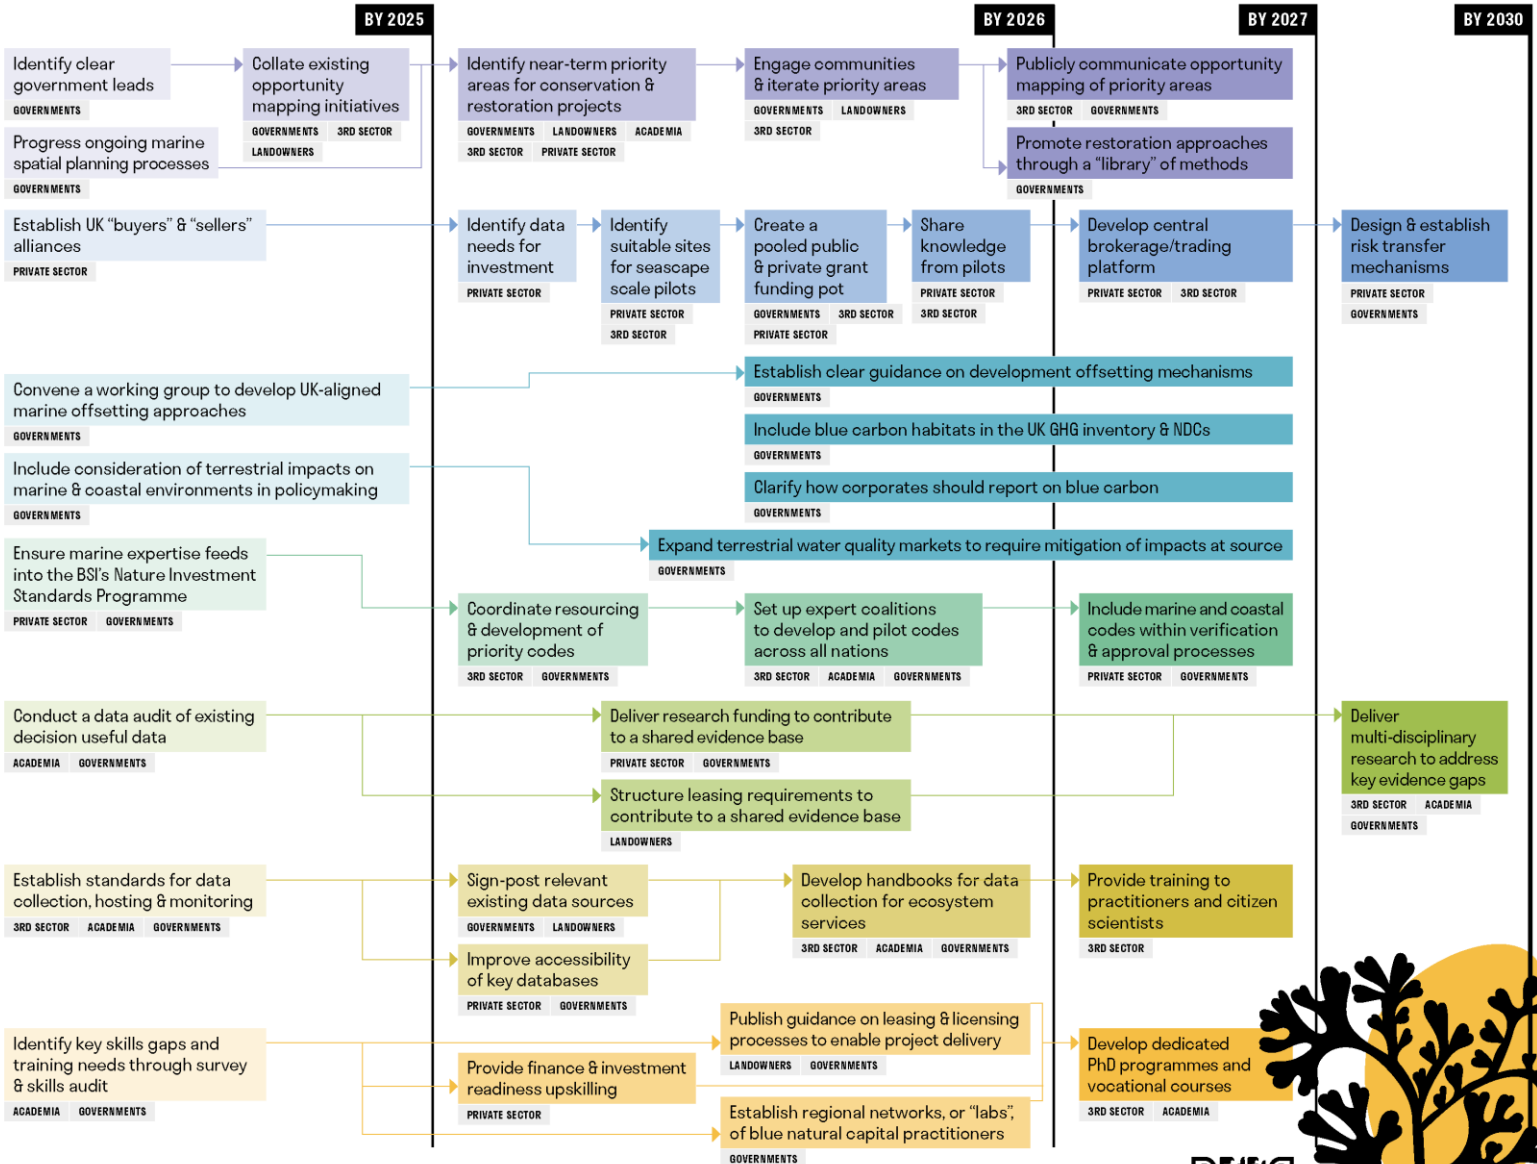 BY 2025
BY 2026
BY 2027
BY 2030
Identify clear
government leads
GOVERNMENTS
Progress ongoing marine
spatial planning processes
GOVERNMENTS
Collate existing
opportunity
mapping initiatives
GOVERNMENTS 3RD SECTOR
LANDOWNERS
Identify near-term priority
areas for conservation &
restoration projects
GOVERNMENTS LANDOWNERS ACADEMIA
3RD SECTOR PRIVATE SECTOR
Engage communities
& iterate priority areas
GOVERNMENTS LANDOWNERS
3RD SECTOR
Publicly communicate opportunity
mapping of priority areas
3RD SECTOR GOVERNMENTS
Promote restoration approaches
through a “library” of methods
GOVERNMENTS
Establish UK “buyers” & “sellers”
alliances
PRIVATE SECTOR
Identify data
needs for
investment
PRIVATE SECTOR
Identify
suitable sites
for seascape
scale pilots
PRIVATE SECTOR
3RD SECTOR
Create a
pooled public
& private grant
funding pot
GOVERNMENTS 3RD SECTOR
PRIVATE SECTOR
Share
knowledge
from pilots
PRIVATE SECTOR
3RD SECTOR
Develop central
brokerage/trading
platform
PRIVATE SECTOR 3RD SECTOR
Design & establish
risk transfer
mechanisms
PRIVATE SECTOR
GOVERNMENTS
Convene a working group to develop UK-aligned
marine offsetting approaches
GOVERNMENTS
Establish clear guidance on development offsetting mechanisms
GOVERNMENTS
Include blue carbon habitats in the UK GHG inventory & NDCs
GOVERNMENTS
Include consideration of terrestrial impacts on
marine & coastal environments in policymaking
GOVERNMENTS
Clarify how corporates should report on blue carbon
GOVERNMENTS
Expand terrestrial water quality markets to require mitigation of impacts at source
GOVERNMENTS
Ensure marine expertise feeds
into the BSI's Nature Investment
Standards Programme
PRIVATE SECTOR GOVERNMENTS
Coordinate resourcing
& development of
priority codes
3RD SECTOR GOVERNMENTS
Set up expert coalitions
to develop and pilot codes
across all nations
3RD SECTOR ACADEMIA GOVERNMENTS
Include marine and coastal
codes within verification
& approval processes
PRIVATE SECTOR GOVERNMENTS
Conduct a data audit of existing
decision useful data
ACADEMIA GOVERNMENTS
Deliver research funding to contribute
to a shared evidence base
PRIVATE SECTOR GOVERNMENTS
Structure leasing requirements to
contribute to a shared evidence base
LANDOWNERS
Deliver
multi-disciplinary
research to address
key evidence gaps
3RD SECTOR ACADEMIA
GOVERNMENTS
Establish standards for data
collection, hosting & monitoring
3RD SECTOR ACADEMIA GOVERNMENTS
Sign-post relevant
existing data sources
GOVERNMENTS LANDOWNERS
Improve accessibility
of key databases
PRIVATE SECTOR GOVERNMENTS
Develop handbooks for data
collection for ecosystem
services
3RD SECTOR ACADEMIA GOVERNMENTS
Provide training to
practitioners and citizen
scientists
3RD SECTOR
Identify key skills gaps and
training needs through survey
& skills audit
ACADEMIA GOVERNMENTS
Provide finance & investment
readiness upskilling
PRIVATE SECTOR
Publish guidance on leasing & licensing
processes to enable project delivery
LANDOWNERS GOVERNMENTS
Establish regional networks, or “labs”,
of blue natural capital practitioners
GOVERNMENTS
Develop dedicated
PhD programmes and
vocational courses
3RD SECTOR ACADEMIA